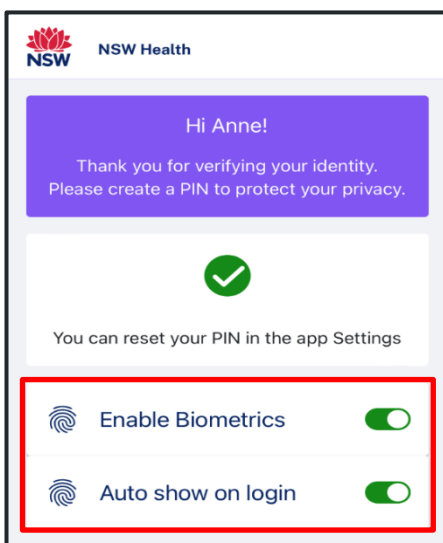 NSW
NSW Health
Hi Anne!
Thank you for verifying your identity.
Please create a PIN to protect your privacy.
You can reset your PIN in the app Settings
Enable Biometrics
Auto show on login